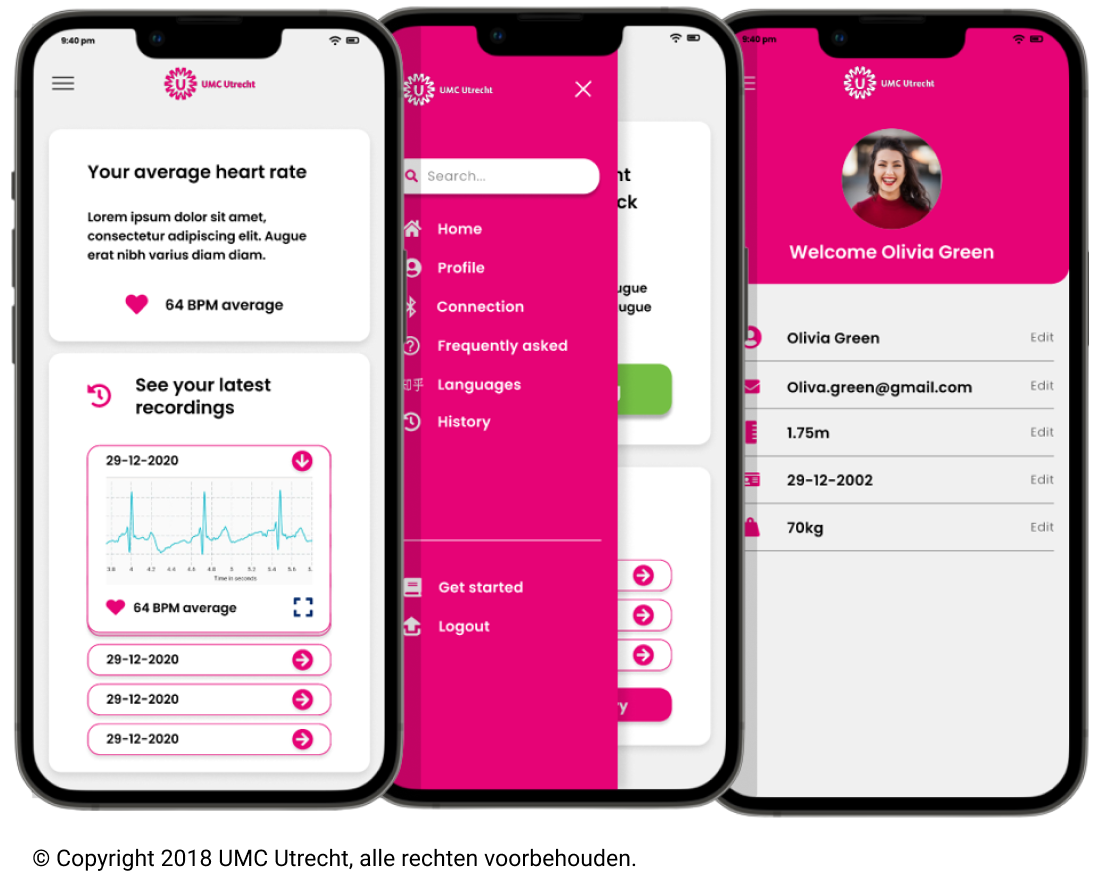 9:40 pm
UMC Utrecht
Your average heart rate
Lorem ipsum dolor sit amet,
consectetur adipiscing elit. Augue
erat nibh varius diam diam.
64 BPM average
See your latest
recordings
29-12-2020
3.8 4 4.2 4.4 4.6 4.8 5 5.2 5.4 5.6 5.
Time in seconds
64 BPM average
29-12-2020
29-12-2020
29-12-2020
UMC Utrecht
Search...
Home
Profile
Connection
Frequently asked
Languages
History
Get started
Logout
nt
ck
ugue
ugue
y
9:40 pm
UMC Utrecht
Welcome Olivia Green
Olivia Green Edit
Oliva.green@gmail.com Edit
1.75m Edit
29-12-2002 Edit
70kg Edit
© Copyright 2018 UMC Utrecht, alle rechten voorbehouden.